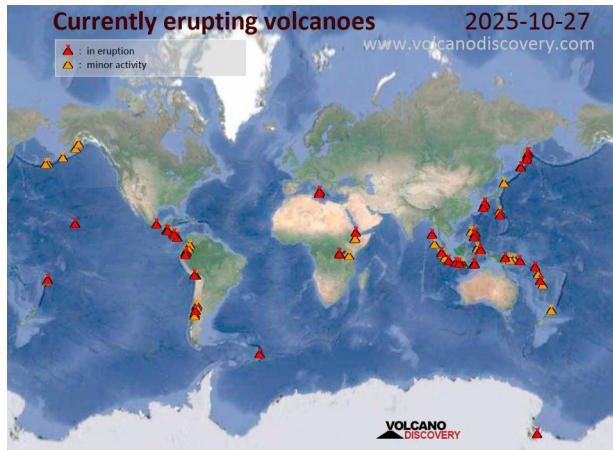 Currently erupting volcanoes 2025-10-27
www.volcanodiscovery.com
: in eruption
: minor activity
VOLCANO
DISCOVERY